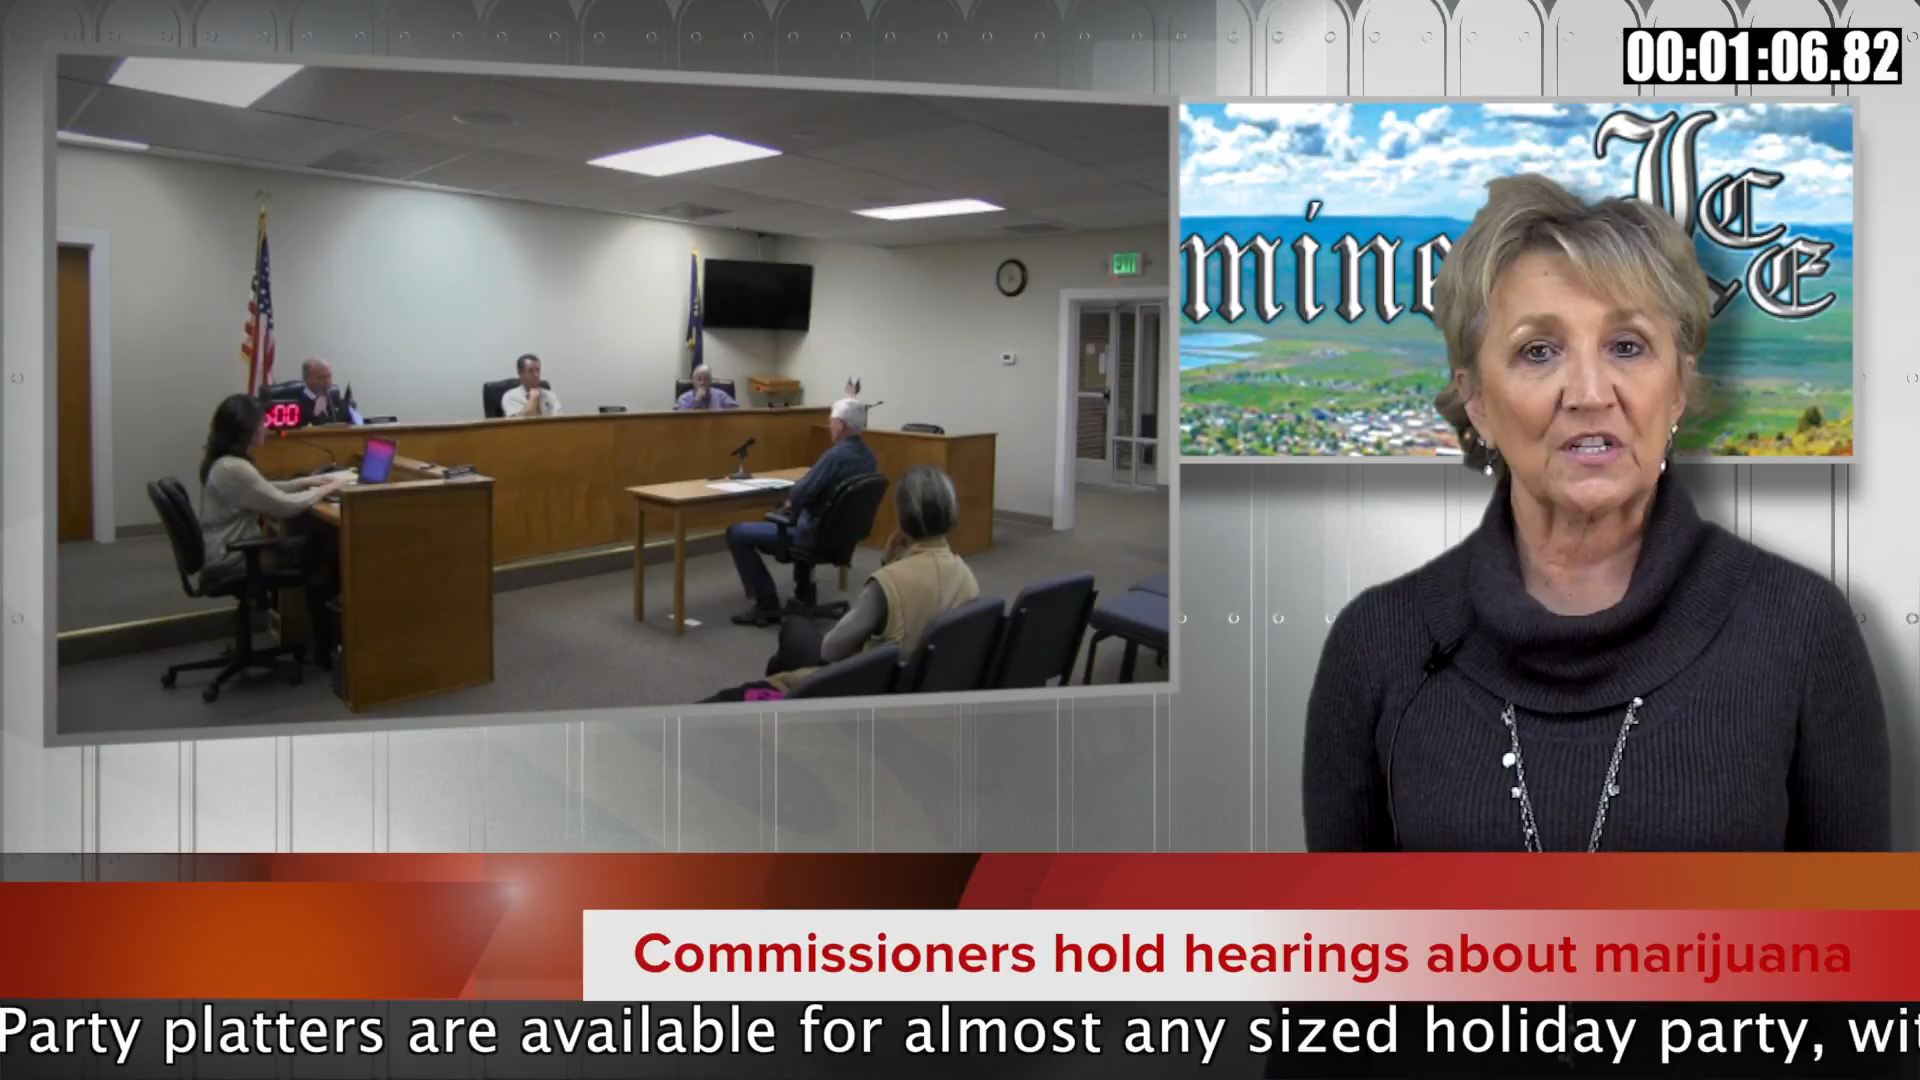 00:01:06.82
EXIT
:00
Commissioners hold hearings about marijuana
Party platters are available for almost any sized holiday party, wit